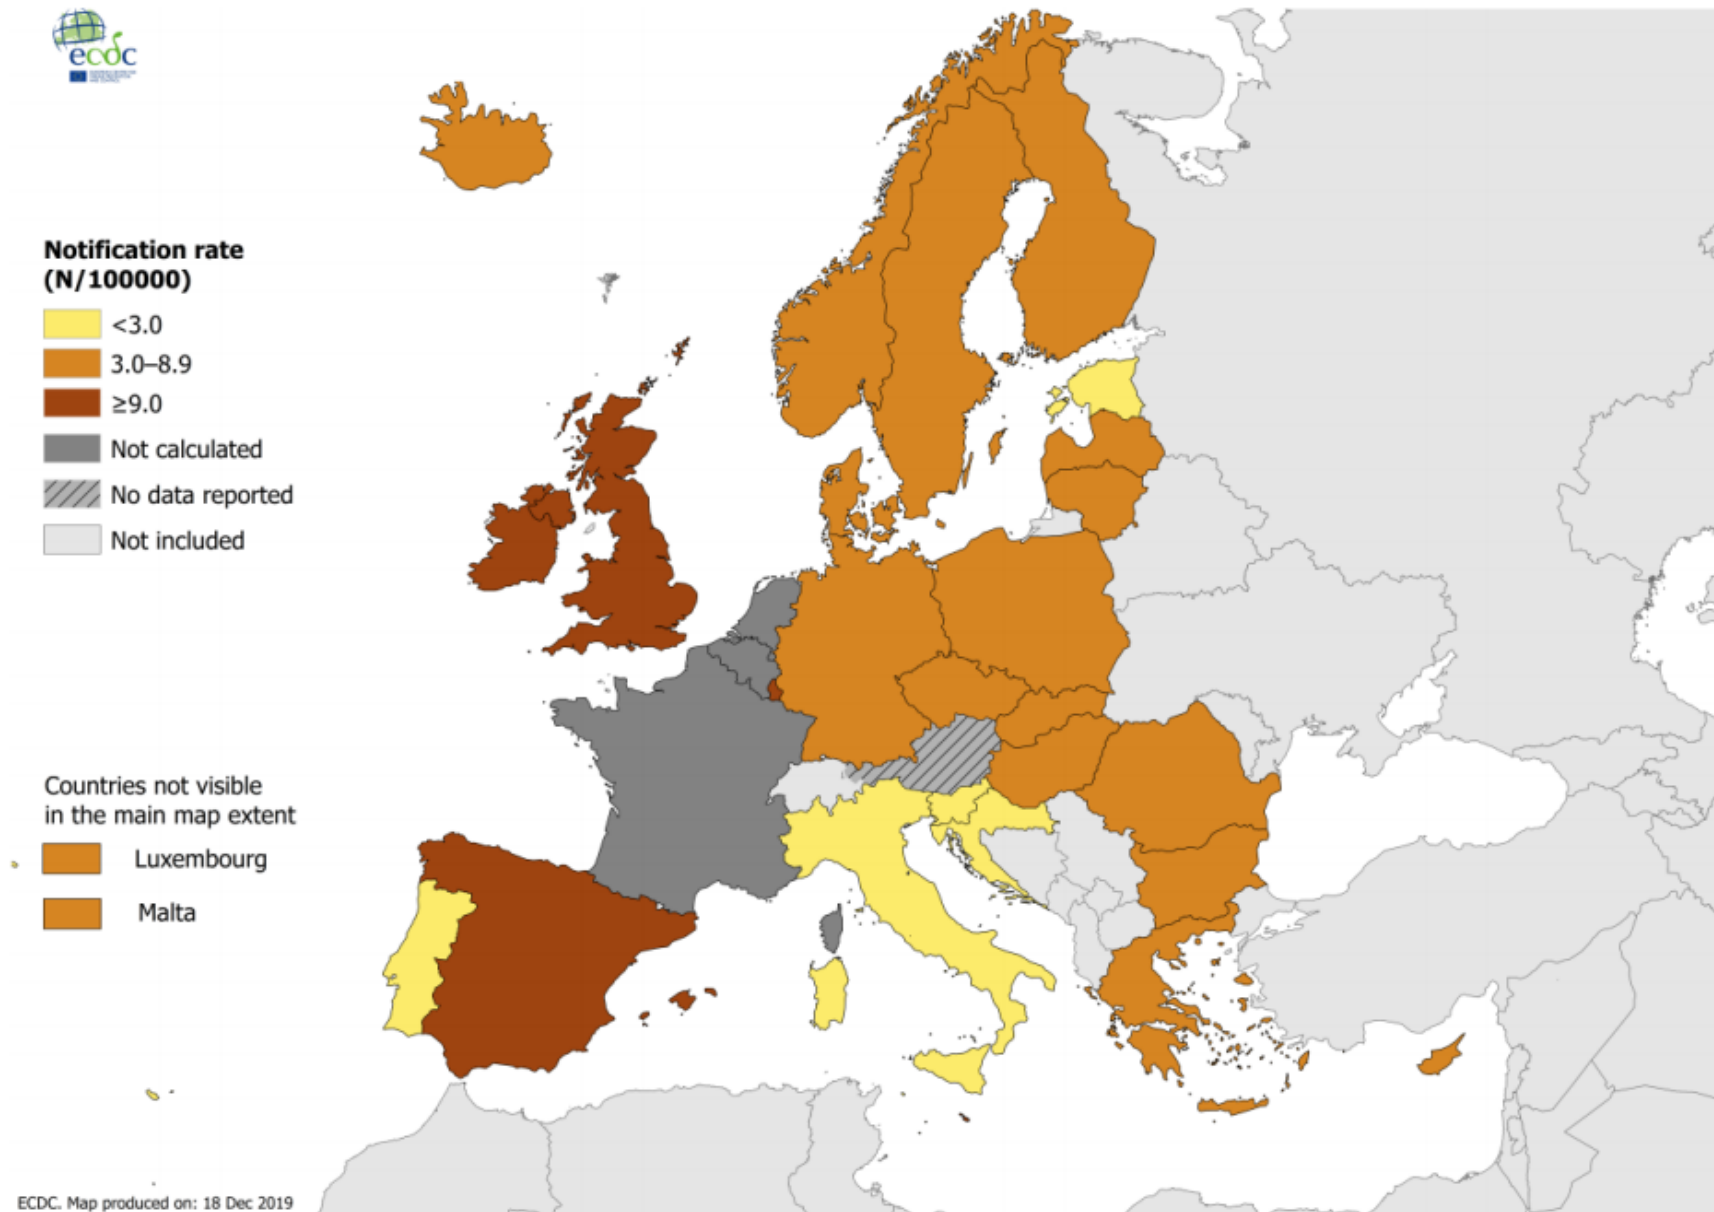 ecdc
Notification rate
(N/100000)
<3.0
3.0–8.9
≥9.0
Not calculated
No data reported
Not included
Countries not visible
in the main map extent
Luxembourg
Malta
ECDC. Map produced on: 18 Dec 2019